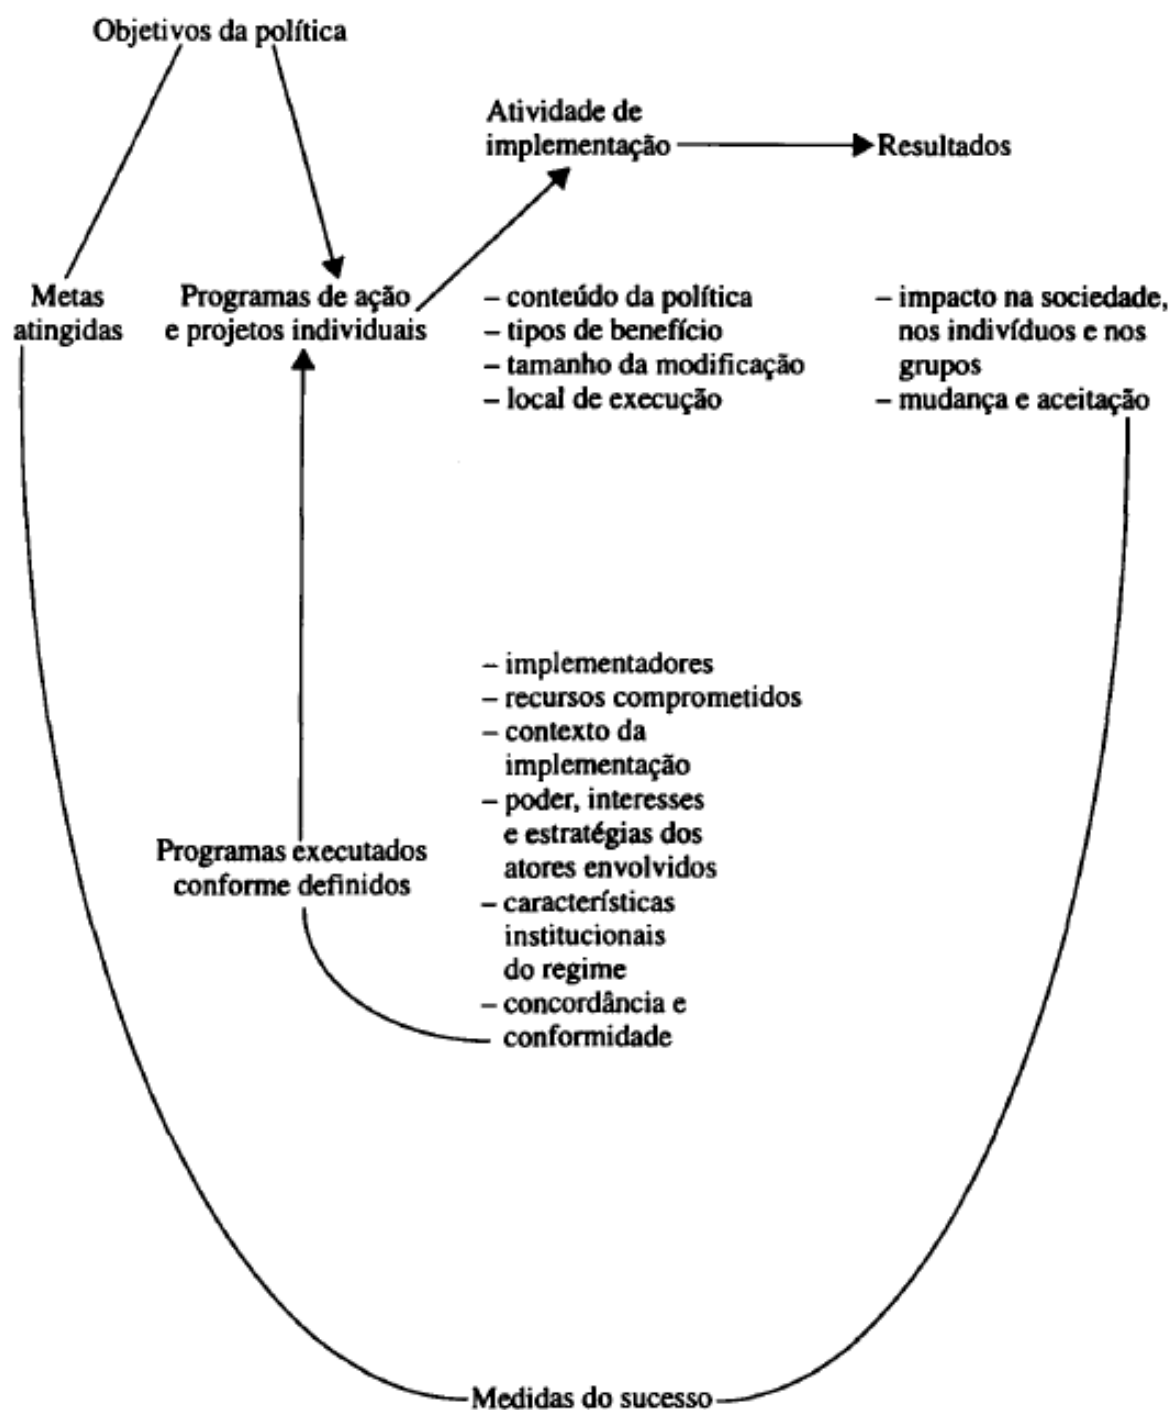 Objetivos da política
Atividade de
implementação
Resultados
Metas
atingidas
Programas de ação
e projetos individuais
– conteúdo da política
– tipos de benefício
– tamanho da modificação
– local de execução
– impacto na sociedade,
nos indivíduos e nos
grupos
– mudança e aceitação
– implementadores
– recursos comprometidos
– contexto da
implementação
– poder, interesses
e estratégias dos
atores envolvidos
– características
institucionais
do regime
– concordância e
conformidade
Programas executados
conforme definidos
Medidas do sucesso